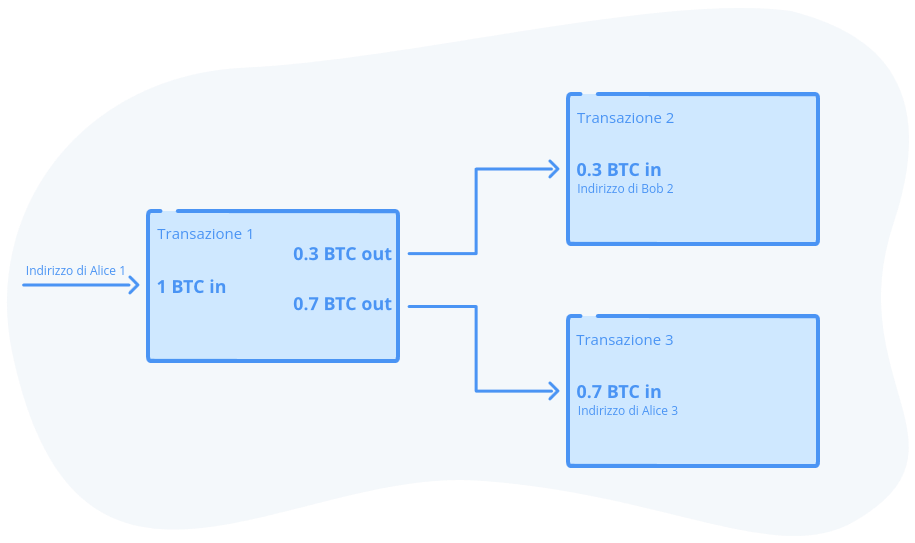 Indirizzo di Alice 1
Transazione 1
1 BTC in
0.3 BTC out
0.7 BTC out
Transazione 2
0.3 BTC in
Indirizzo di Bob 2
Transazione 3
0.7 BTC in
Indirizzo di Alice 3